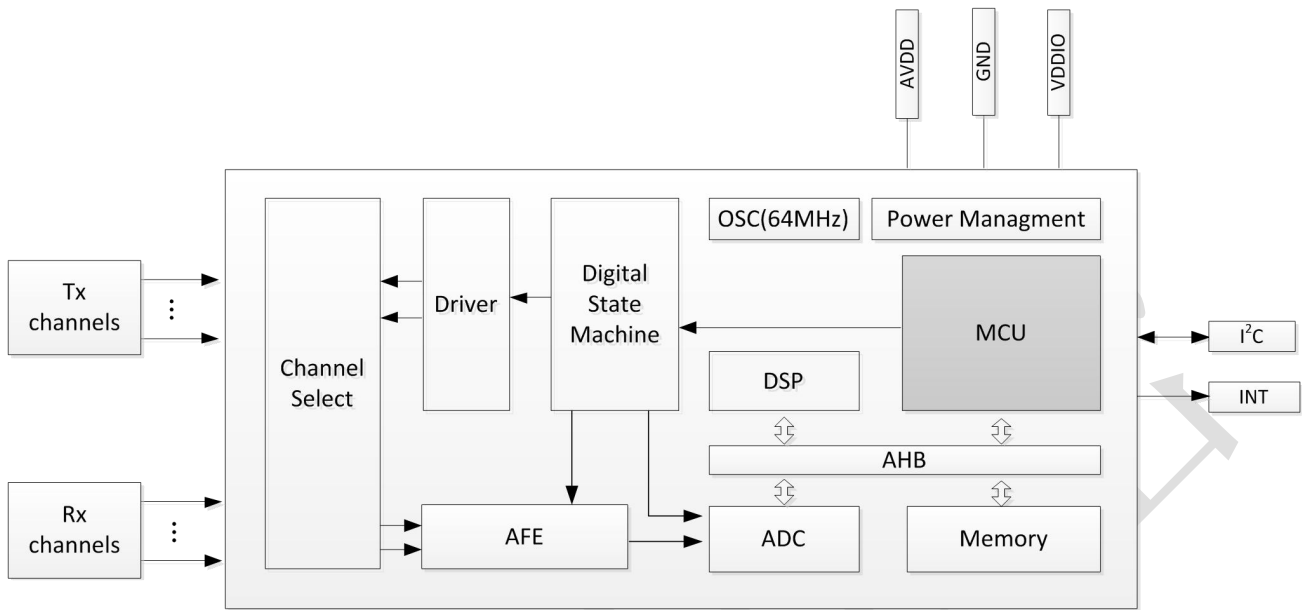 AVDD
GND
VDDIO
OSC(64MHz)
Power Managment
Tx
channels
Driver
Digital
State
Machine
MCU
I²C
Channel
Select
DSP
INT
AHB
Rx
channels
AFE
ADC
Memory